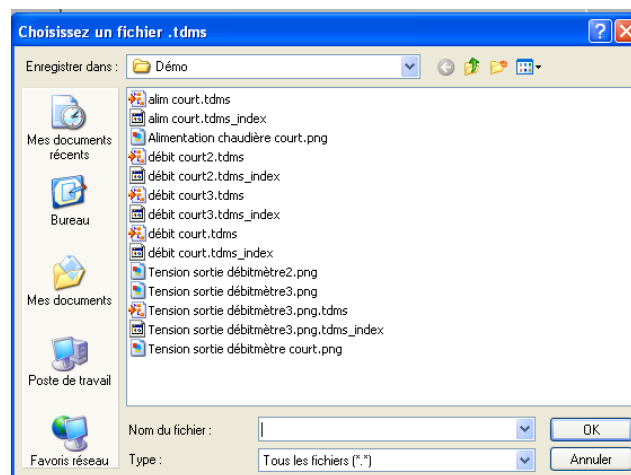 Choisissez un fichier .tdms
Enregistrer dans :
Démo
Mes documents
récents
Bureau
Mes documents
Poste de travail
Favoris réseau
alim court.tdms
alim court.tdms_index
Alimentation chaudière court.png
débit court2.tdms
débit court2.tdms_index
débit court3.tdms
débit court3.tdms_index
débit court.tdms
débit court.tdms_index
Tension sortie débitmètre2.png
Tension sortie débitmètre3.png
Tension sortie débitmètre3.png.tdms
Tension sortie débitmètre3.png.tdms_index
Tension sortie débitmètre court.png
Nom du fichier :
OK
Type :
Tous les fichiers (*.*)
Annuler